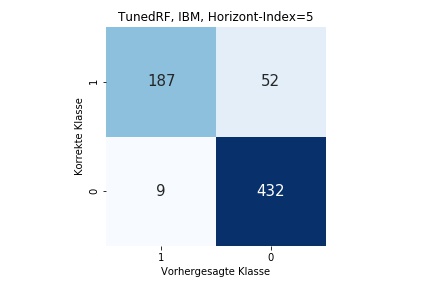 TunedRF, IBM, Horizont-Index=5
Korrekte Klasse
1
187
52
0
9
432
1
0
Vorhergesagte Klasse